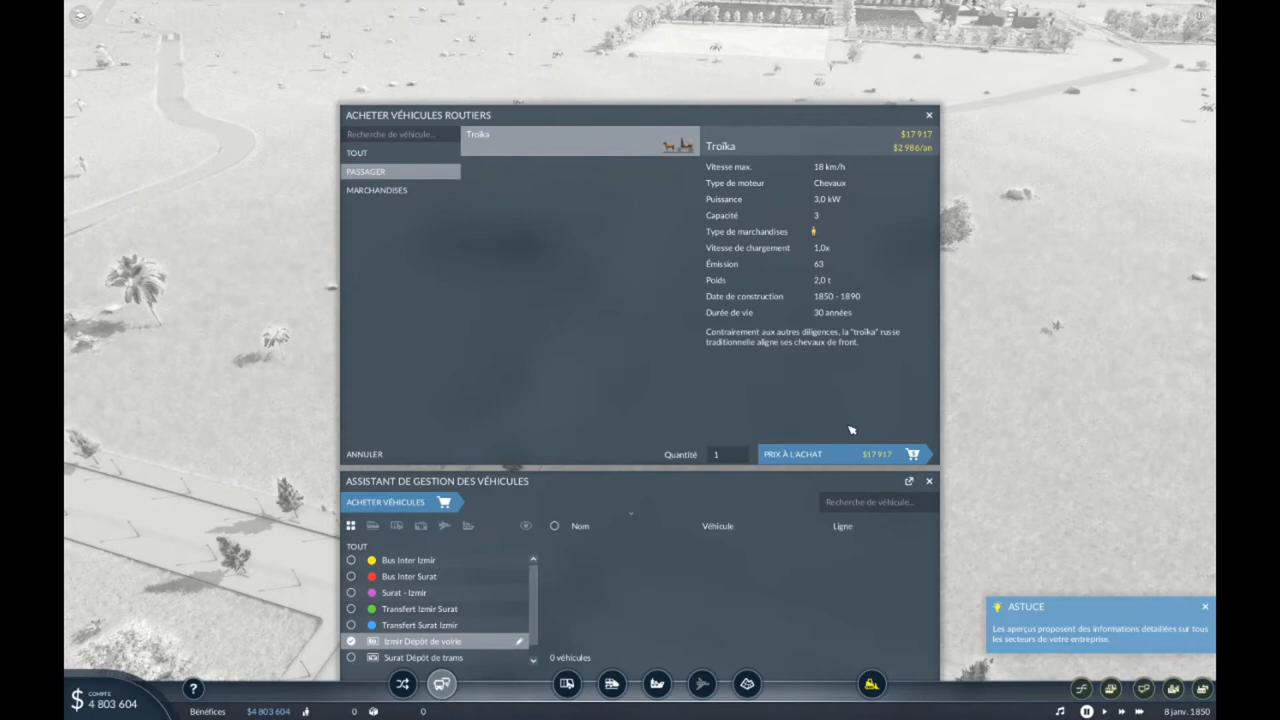 ACHETER VÉHICULES ROUTIERS
Recherche de véhicule...
TOUT
PASSAGER
MARCHANDISES
Troïka
Troïka
$17 917
$2 986/an
Vitesse max. 18 km/h
Type de moteur Chevaux
Puissance 3,0 kW
Capacité 3
Type de marchandises
Vitesse de chargement 1,0x
Émission 63
Poids 2,0 t
Date de construction 1850 - 1890
Durée de vie 30 années
Contrairement aux autres diligences, la "troïka" russe
traditionnelle aligne ses chevaux de front.
ANNULER
Quantité 1
PRIX À L'ACHAT $17 917
ASSISTANT DE GESTION DES VÉHICULES
ACHETER VÉHICULES
Recherche de véhicule...
Nom Véhicule Ligne
TOUT
Bus Inter Izmir
Bus Inter Surat
Surat - Izmir
Transfert Izmir Surat
Transfert Surat Izmir
Izmir Dépôt de voirie
Surat Dépôt de trams
0 véhicules
ASTUCE
Les aperçus proposent des informations détaillées sur tous
les secteurs de votre entreprise.
?
$ COMPTE
4 803 604
Bénéfices $4 803 604 0 0
8 janv. 1850